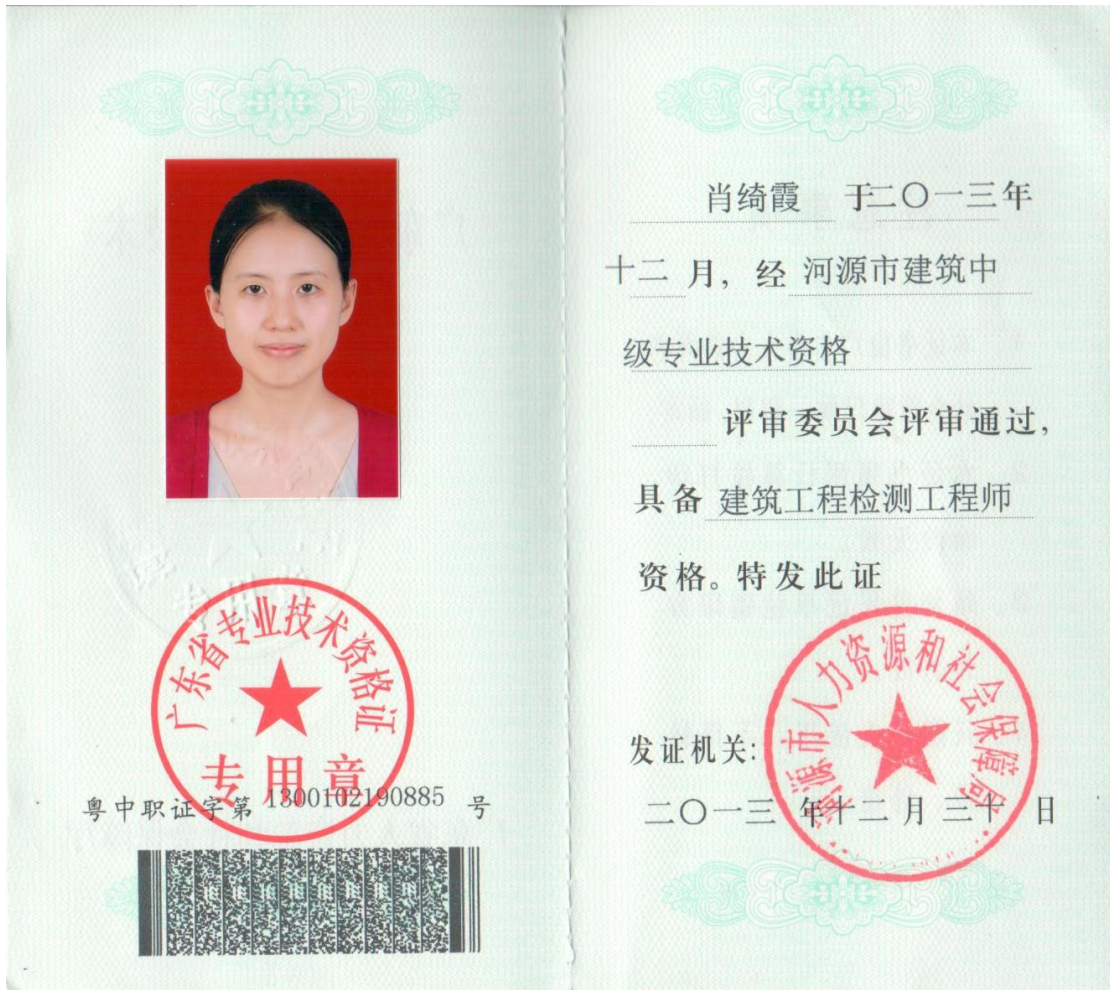 广东省专业技术资格证
专用章
粤中职证字第 1300102190885 号
肖绮霞 于二〇一三年
十二月，经 河源市建筑中
级专业技术资格
评审委员会评审通过，
具备 建筑工程检测工程师
资格。特发此证
河源市人力资源和社会保障局
发证机关：
二〇一三 年十二月 三十 日